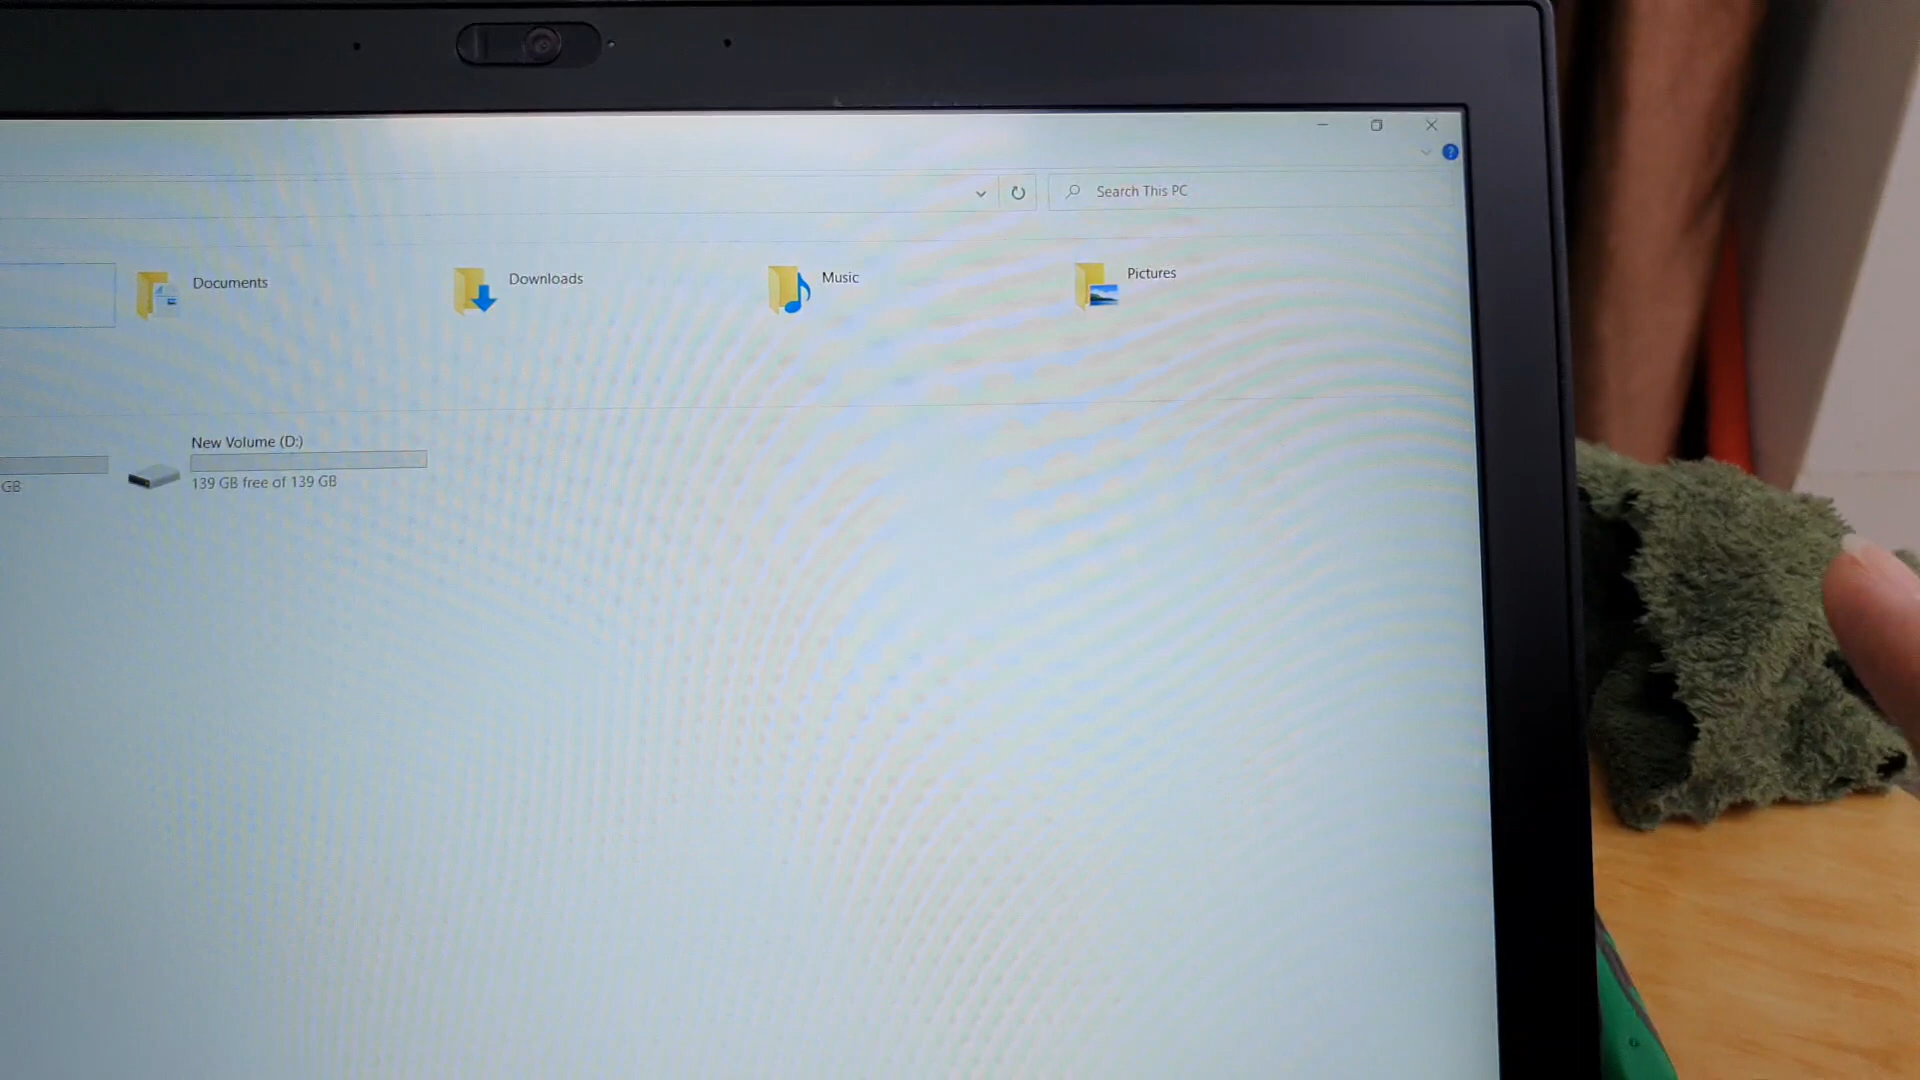 ?
Search This PC
Documents
Downloads
Music
Pictures
New Volume (D:)
GB
139 GB free of 139 GB